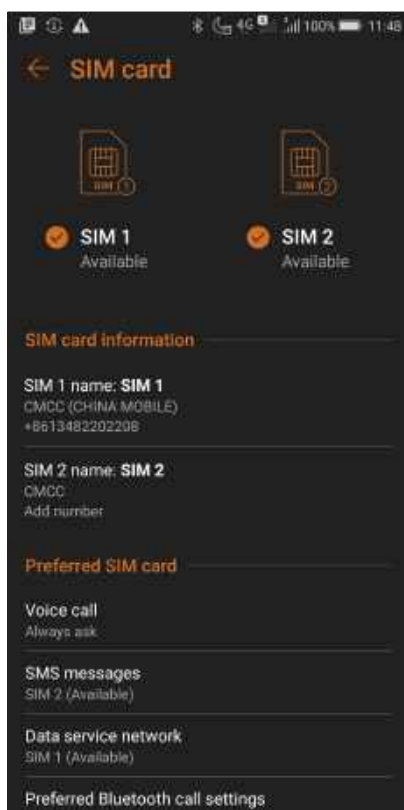 4G 100% 11:48
SIM card
SIM 1
Available
SIM 2
Available
SIM card information
SIM 1 name: SIM 1
CMCC (CHINA MOBILE)
+8613482202208
SIM 2 name: SIM 2
CMCC
Add number
Preferred SIM card
Voice call
Always ask
SMS messages
SIM 2 (Available)
Data service network
SIM 1 (Available)
Preferred Bluetooth call settings